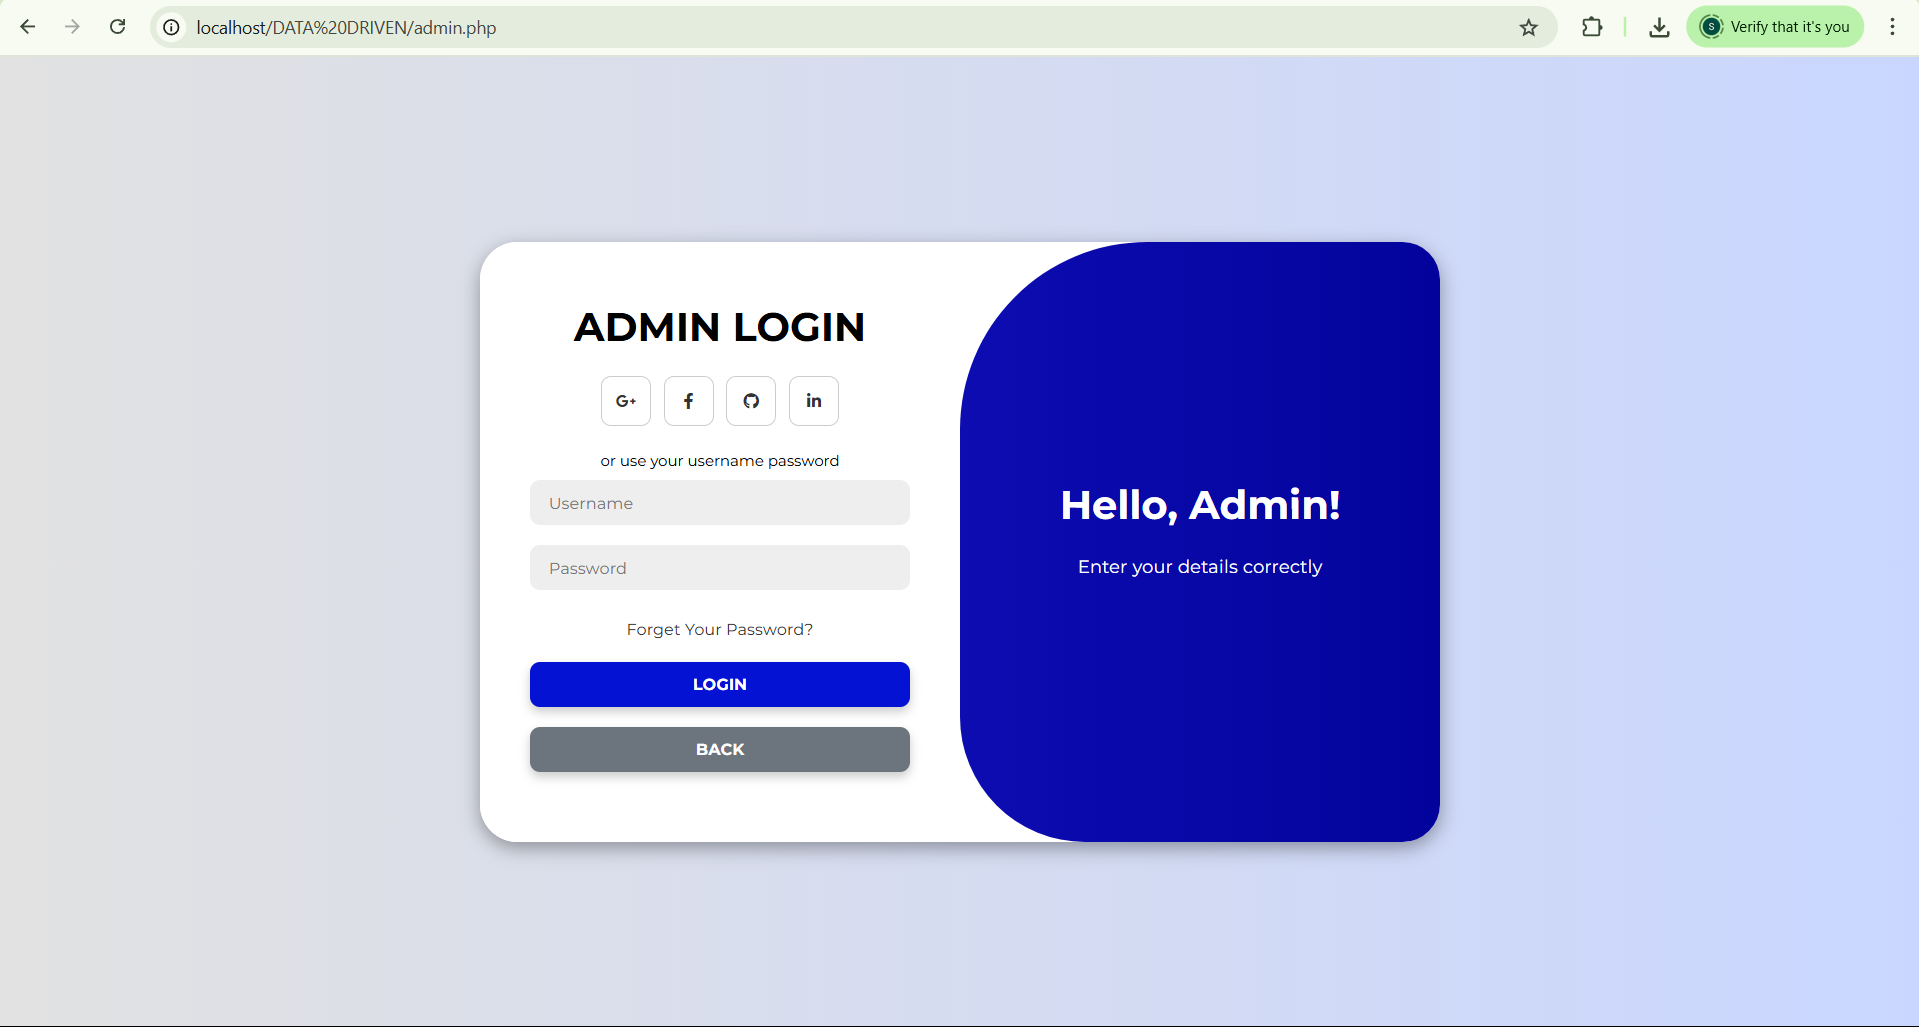 localhost/DATA%20DRIVEN/admin.php
S
Verify that it's you
ADMIN LOGIN
G+
f
in
or use your username password
Username
Password
Forget Your Password?
LOGIN
BACK
Hello, Admin!
Enter your details correctly